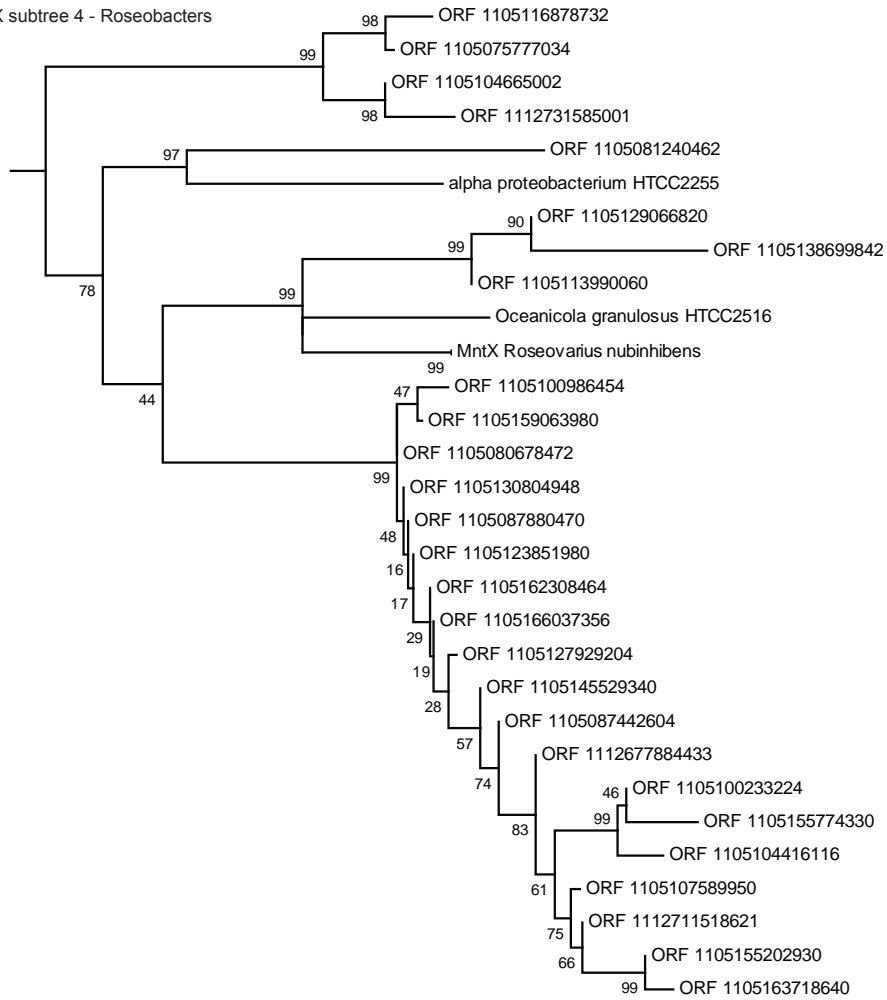 X subtree 4 - Roseobacters
98
ORF 1105116878732
99
ORF 1105075777034
ORF 1105104665002
98
ORF 1112731585001
97
ORF 1105081240462
alpha proteobacterium HTCC2255
90
ORF 1105129066820
99
ORF 1105138699842
78
99
ORF 1105113990060
Oceanicola granulosus HTCC2516
MntX Roseovarius nubinhibens
99
44
47
ORF 1105100986454
ORF 1105159063980
ORF 1105080678472
99
ORF 1105130804948
ORF 1105087880470
48
ORF 1105123851980
16
ORF 1105162308464
17
ORF 1105166037356
29
ORF 1105127929204
19
ORF 1105145529340
28
ORF 1105087442604
57
ORF 1112677884433
74
46
ORF 1105100233224
99
ORF 1105155774330
83
ORF 1105104416116
61
ORF 1105107589950
ORF 1112711518621
75
ORF 1105155202930
66
99
ORF 1105163718640